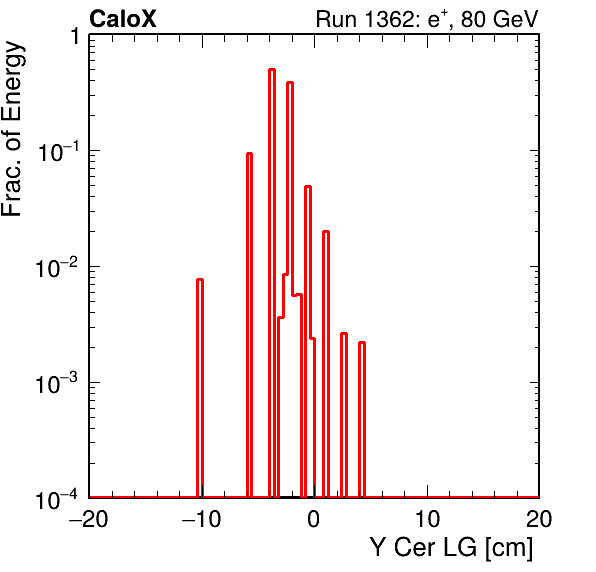 CaloX Run 1362: e⁺, 80 GeV
Frac. of Energy
1
10⁻¹
10⁻²
10⁻³
10⁻⁴
−20 −10 0 10 20
Y Cer LG [cm]